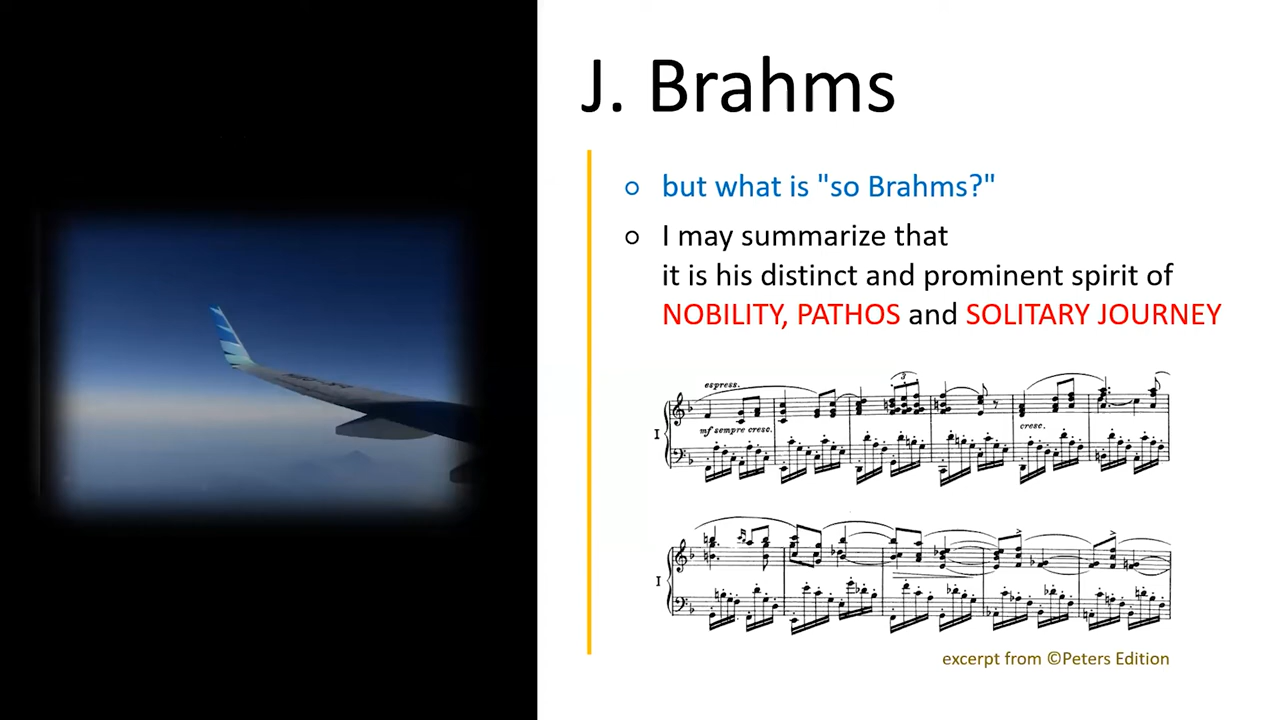 J. Brahms
but what is "so Brahms?"
I may summarize that
it is his distinct and prominent spirit of
NOBILITY, PATHOS and SOLITARY JOURNEY
espress.
3
I
mf sempre cresc.
cresc.
I
excerpt from ©Peters Edition